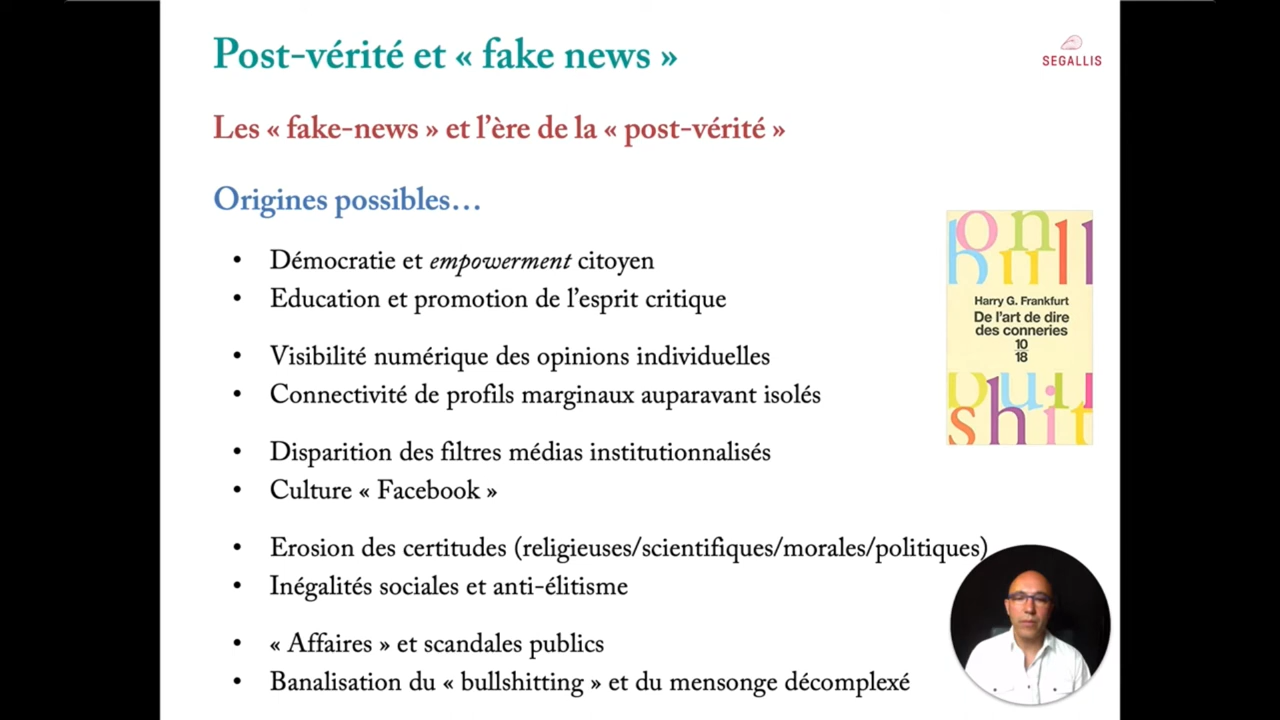 Post-vérité et « fake news »
SEGALLIS
Les « fake-news » et l’ère de la « post-vérité »
Origines possibles…
• Démocratie et empowerment citoyen
• Education et promotion de l’esprit critique
• Visibilité numérique des opinions individuelles
• Connectivité de profils marginaux auparavant isolés
• Disparition des filtres médias institutionnalisés
• Culture « Facebook »
• Erosion des certitudes (religieuses/scientifiques/morales/politiques)
• Inégalités sociales et anti-élitisme
• « Affaires » et scandales publics
• Banalisation du « bullshitting » et du mensonge décomplexé
on
bull
Harry G. Frankfurt
De l’art de dire
des conneries
10
18
bull
shit